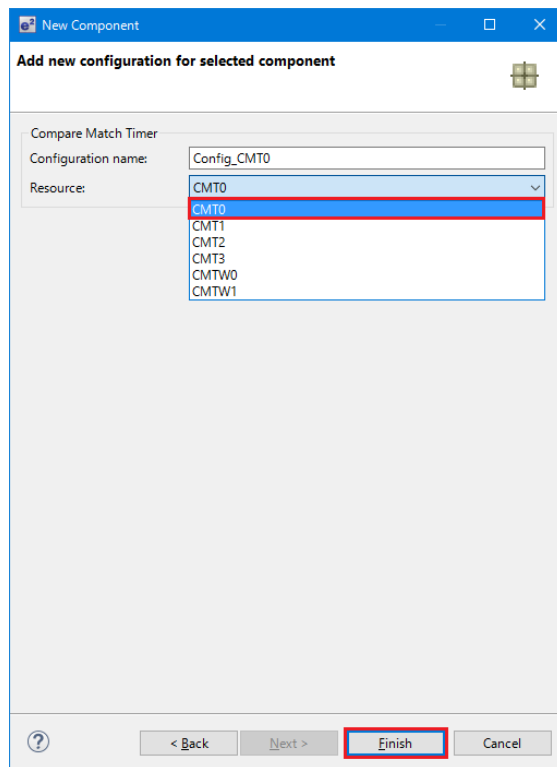 e² New Component
Add new configuration for selected component
Compare Match Timer
Configuration name: Config_CMT0
Resource: CMT0
CMT0
CMT1
CMT2
CMT3
CMTW0
CMTW1
? < Back Next > Finish Cancel